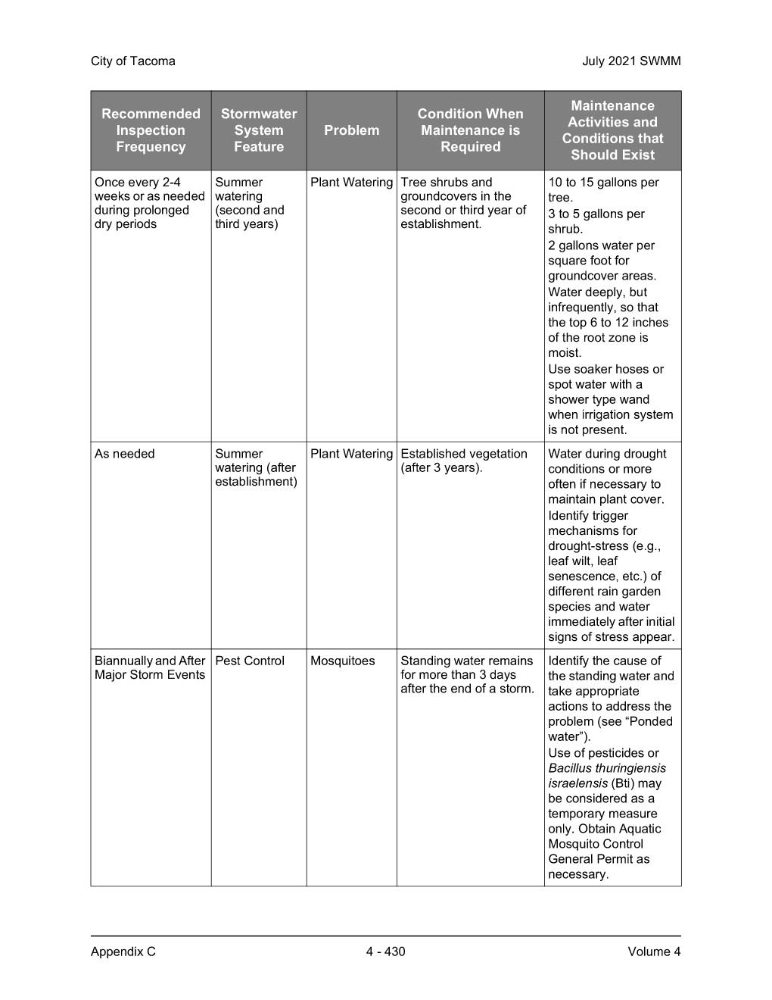 City of Tacoma
July 2021 SWMM
Recommended
Inspection
Frequency
Stormwater
System
Feature
Problem
Condition When
Maintenance is
Required
Maintenance
Activities and
Conditions that
Should Exist
Once every 2-4
weeks or as needed
during prolonged
dry periods
Summer
watering
(second and
third years)
Plant Watering
Tree shrubs and
groundcovers in the
second or third year of
establishment.
10 to 15 gallons per
tree.
3 to 5 gallons per
shrub.
2 gallons water per
square foot for
groundcover areas.
Water deeply, but
infrequently, so that
the top 6 to 12 inches
of the root zone is
moist.
Use soaker hoses or
spot water with a
shower type wand
when irrigation system
is not present.
As needed
Summer
watering (after
establishment)
Plant Watering
Established vegetation
(after 3 years).
Water during drought
conditions or more
often if necessary to
maintain plant cover.
Identify trigger
mechanisms for
drought-stress (e.g.,
leaf wilt, leaf
senescence, etc.) of
different rain garden
species and water
immediately after initial
signs of stress appear.
Biannually and After
Major Storm Events
Pest Control
Mosquitoes
Standing water remains
for more than 3 days
after the end of a storm.
Identify the cause of
the standing water and
take appropriate
actions to address the
problem (see “Ponded
water”).
Use of pesticides or
Bacillus thuringiensis
israelensis (Bti) may
be considered as a
temporary measure
only. Obtain Aquatic
Mosquito Control
General Permit as
necessary.
Appendix C
4 - 430
Volume 4